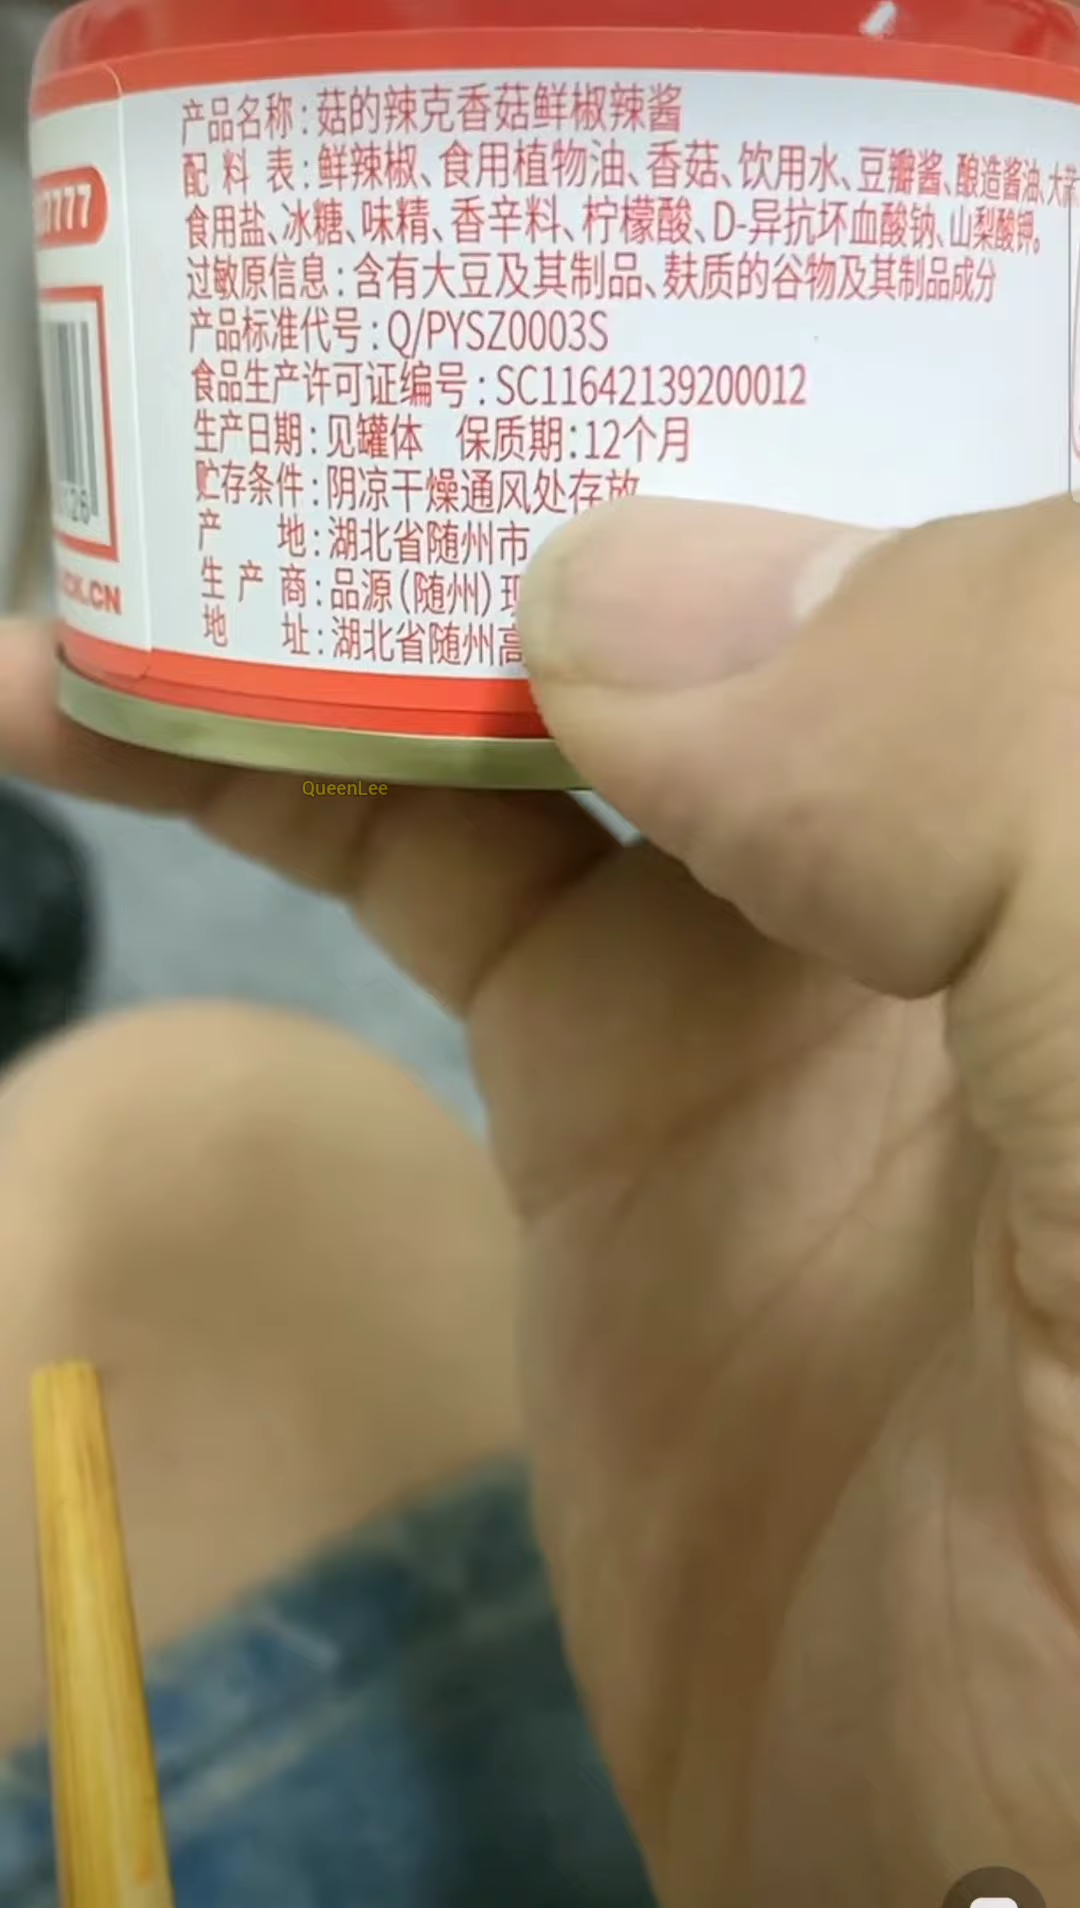 产品名称：菇的辣克香菇鲜椒辣酱
配料表：鲜辣椒、食用植物油、香菇、饮用水、豆瓣酱、酿造酱油、大蒜
食用盐、冰糖、味精、香辛料、柠檬酸、D-异抗坏血酸钠、山梨酸钾。
过敏原信息：含有大豆及其制品、麸质的谷物及其制品成分
产品标准代号：Q/PYSZ0003S
食品生产许可证编号：SC11642139200012
生产日期：见罐体 保质期：12个月
贮存条件：阴凉干燥通风处存放
产 地：湖北省随州市
生产商：品源（随州）现
地 址：湖北省随州高
7777
CK.CN
QueenLee